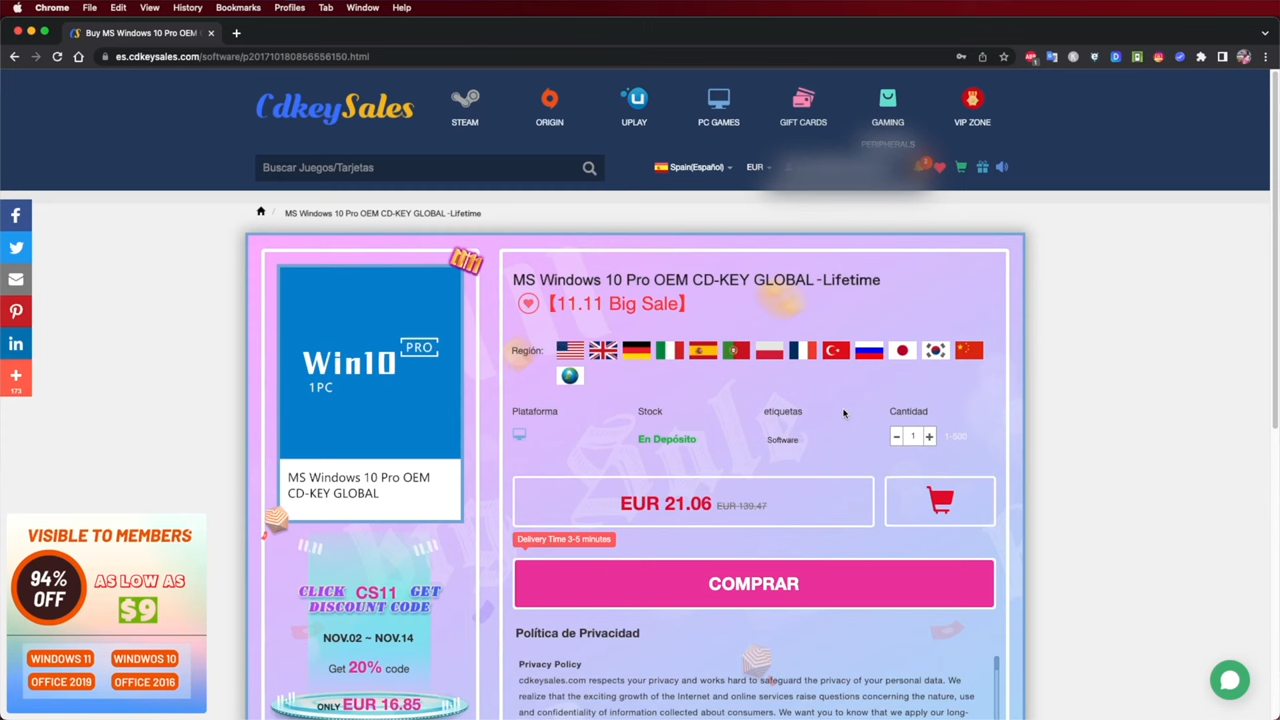 Chrome File Edit View History Bookmarks Profiles Tab Window Help
Buy MS Windows 10 Pro OEM
es.cdkeysales.com/software/p201710180856556150.html
CdkeySales
STEAM
ORIGIN
UPLAY
PC GAMES
GIFT CARDS
GAMING
PERIPHERALS
VIP ZONE
Buscar Juegos/Tarjetas
Spain(Español)
EUR
2
MS Windows 10 Pro OEM CD-KEY GLOBAL -Lifetime
173
Win10 PRO
1PC
MS Windows 10 Pro OEM
CD-KEY GLOBAL
MS Windows 10 Pro OEM CD-KEY GLOBAL -Lifetime
【11.11 Big Sale】
Región:
Plataforma
Stock
etiquetas
Cantidad
En Depósito
Software
- 1 +
1-500
EUR 21.06 EUR 139.47
Delivery Time 3-5 minutes
COMPRAR
Política de Privacidad
Privacy Policy
cdkeysales.com respects your privacy and works hard to safeguard the privacy of your personal data. We
realize that the exciting growth of the Internet and online services raise questions concerning the nature, use
and confidentiality of information collected about consumers. We want you to know that we apply our long-
CLICK CS11 GET
DISCOUNT CODE
NOV.02 ~ NOV.14
Get 20% code
ONLY EUR 16.85
VISIBLE TO MEMBERS
94%
OFF
AS LOW AS
$9
WINDOWS 11
WINDWOS 10
OFFICE 2019
OFFICE 2016